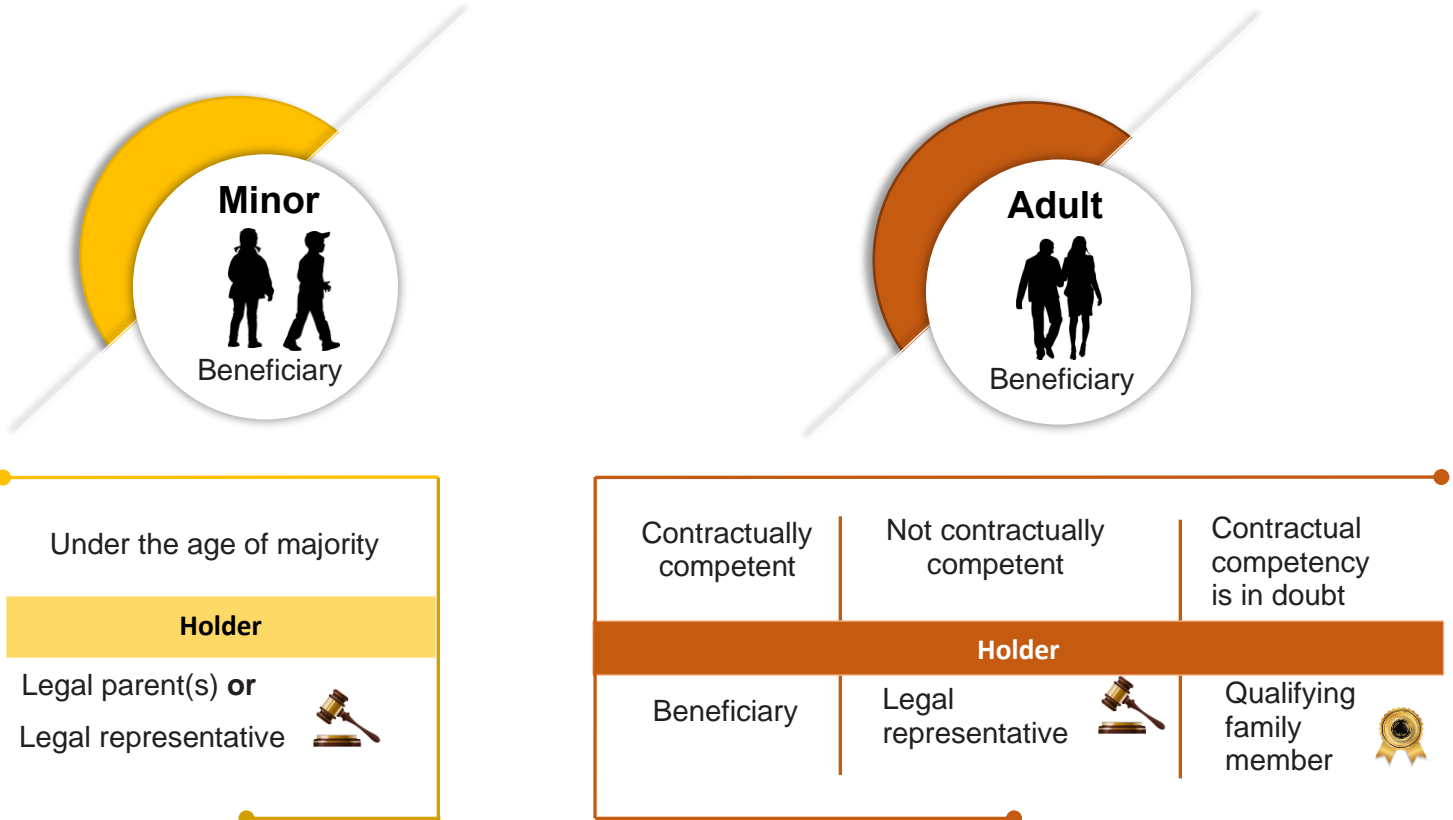 Minor
Beneficiary
Adult
Beneficiary
Under the age of majority
Holder
Legal parent(s) or
Legal representative
Contractually
competent
Not contractually
competent
Contractual
competency
is in doubt
Holder
Beneficiary
Legal
representative
Qualifying
family
member